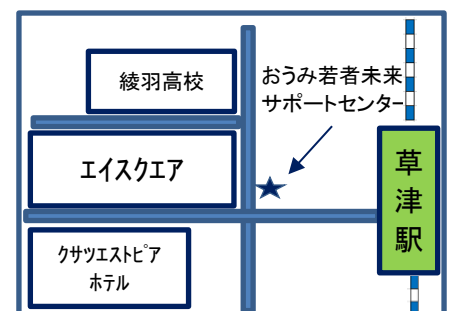 綾羽高校
おうみ若者未来
サポートセンター
エイスクエア
草津駅
クサツエストピア
ホテル